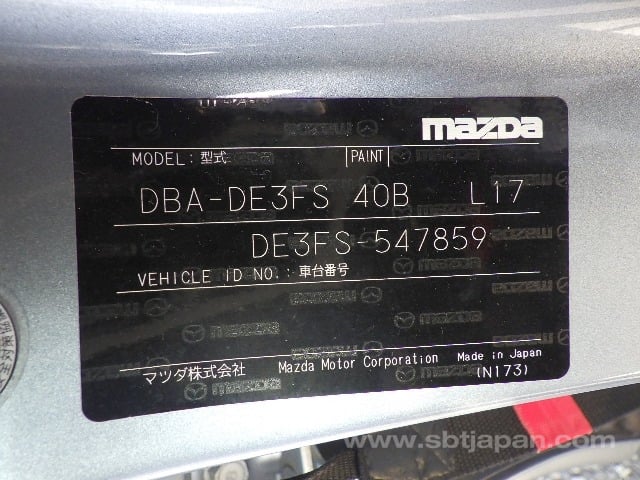 mazda
MODEL: 型式 PAINT
DBA-DE3FS 40B L17
DE3FS-547859
VEHICLE ID NO.: 車台番号
マツダ株式会社 Mazda Motor Corporation Made in Japan
(N173)
www.sbtjapan.com